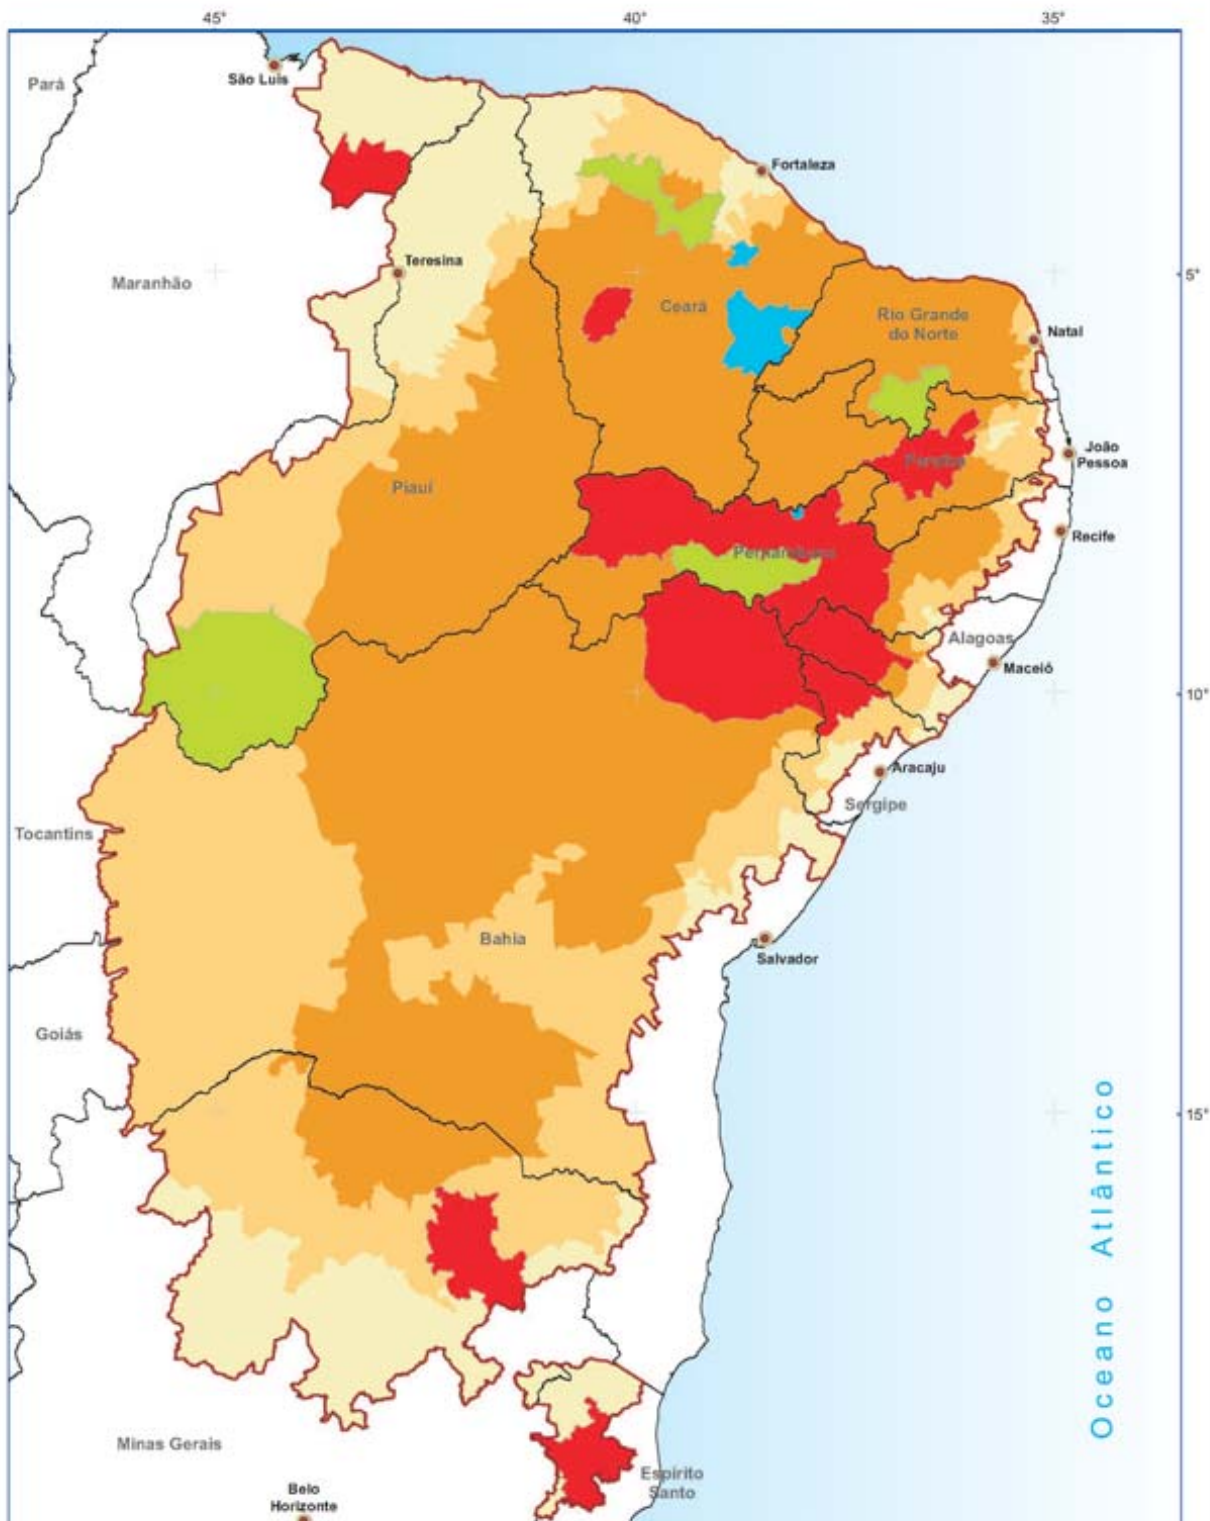 45°
40°
35°
Pará
São Luís
Fortaleza
Teresina
5°
Maranhão
Ceará
Rio Grande
do Norte
Natal
Paraíba
João
Pessoa
Piauí
Recife
Pernambuco
Alagoas
Maceió
10°
Aracaju
Sergipe
Tocantins
Bahia
Salvador
Goiás
15°
Oceano Atlântico
Minas Gerais
Espírito
Santo
Belo
Horizonte